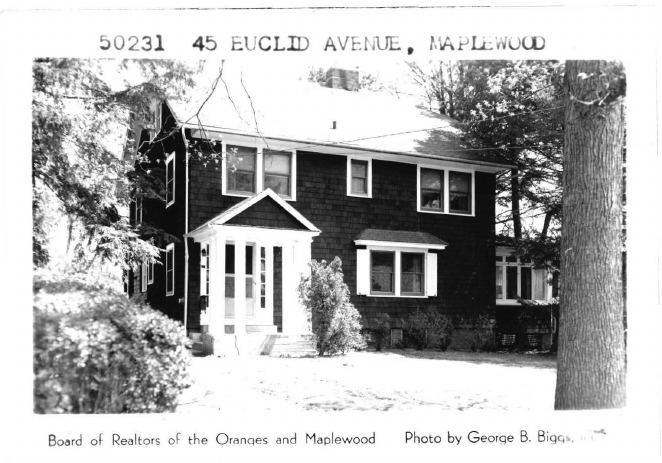 50231 45 EUCLID AVENUE, MAPLEWOOD
Board of Realtors of the Oranges and Maplewood Photo by George B. Biggs,